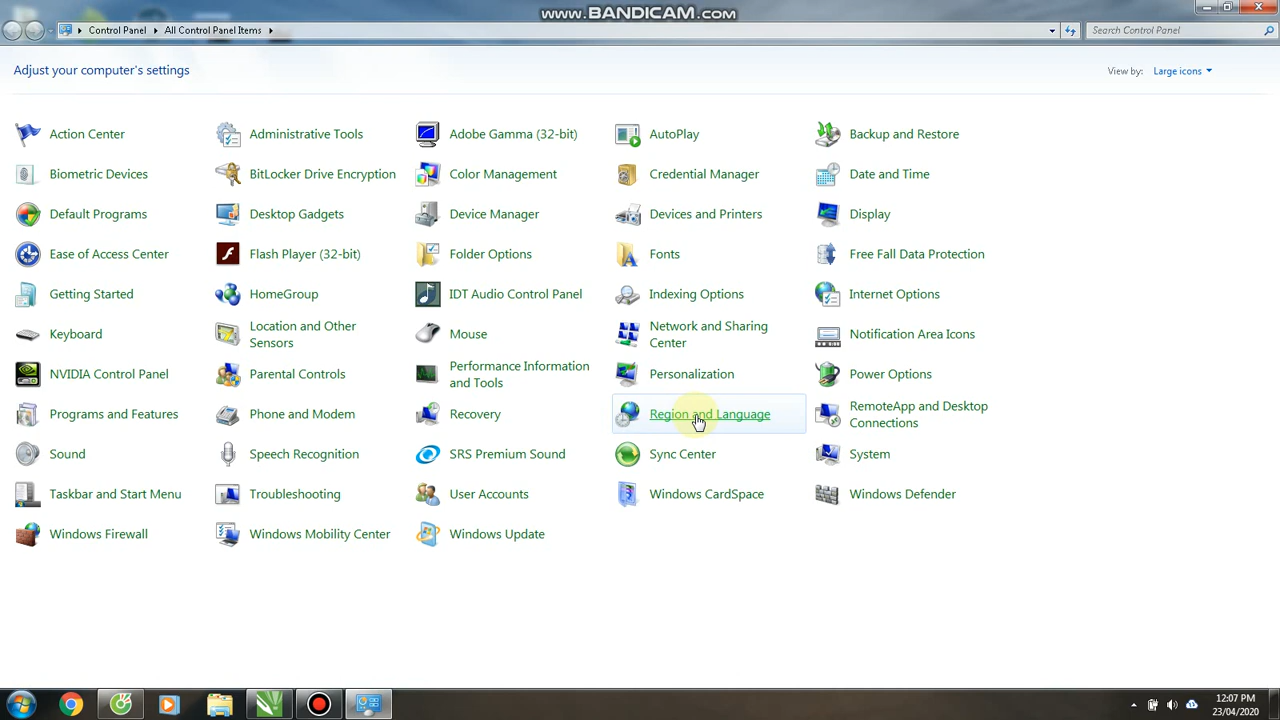 www.BANDICAM.com
Control Panel
All Control Panel Items
Search Control Panel
Adjust your computer's settings
View by: Large icons
Action Center
Administrative Tools
Adobe Gamma (32-bit)
AutoPlay
Backup and Restore
Biometric Devices
BitLocker Drive Encryption
Color Management
Credential Manager
Date and Time
Default Programs
Desktop Gadgets
Device Manager
Devices and Printers
Display
Ease of Access Center
Flash Player (32-bit)
Folder Options
Fonts
Free Fall Data Protection
Getting Started
HomeGroup
IDT Audio Control Panel
Indexing Options
Internet Options
Keyboard
Location and Other
Sensors
Mouse
Network and Sharing
Center
Notification Area Icons
NVIDIA Control Panel
Parental Controls
Performance Information
and Tools
Personalization
Power Options
Programs and Features
Phone and Modem
Recovery
Region and Language
RemoteApp and Desktop
Connections
Sound
Speech Recognition
SRS Premium Sound
Sync Center
System
Taskbar and Start Menu
Troubleshooting
User Accounts
Windows CardSpace
Windows Defender
Windows Firewall
Windows Mobility Center
Windows Update
12:07 PM
23/04/2020